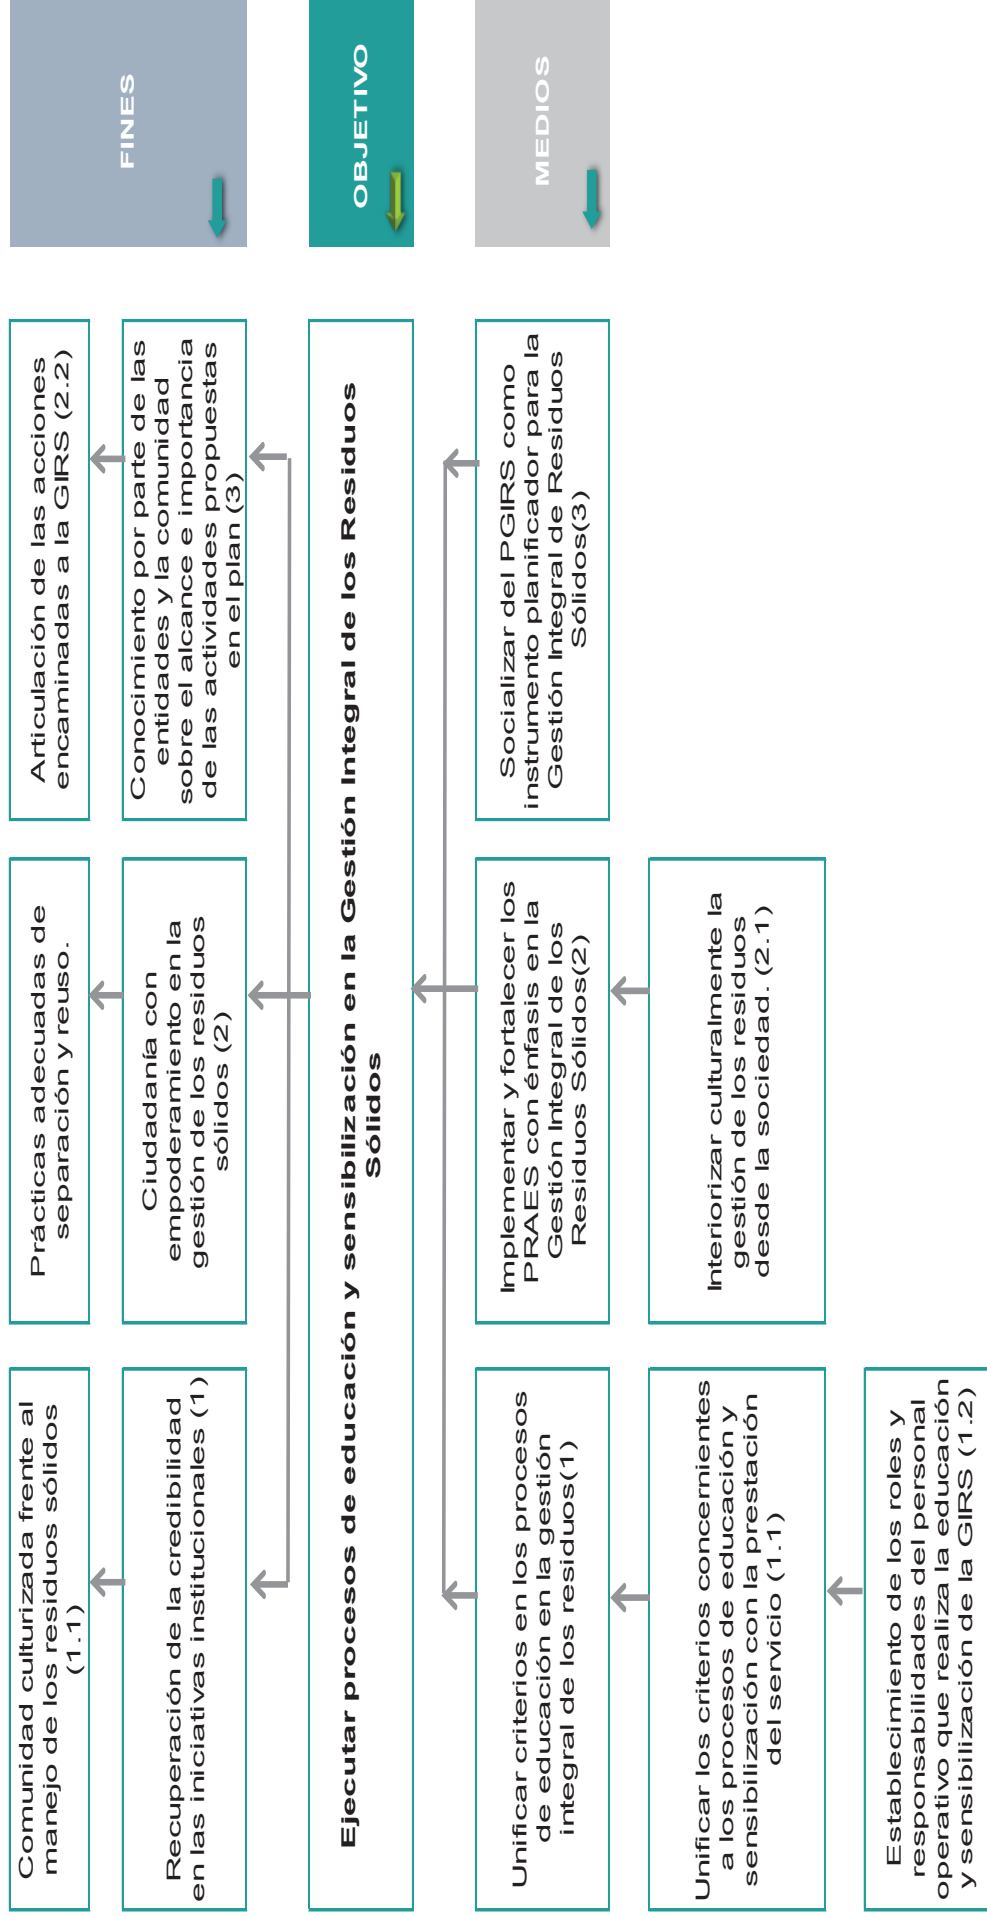 Comunidad culturizada frente al
manejo de los residuos sólidos
(1.1)
Prácticas adecuadas de
separación y reuso.
Articulación de las acciones
encaminadas a la GIRS (2.2)
FINES
Recuperación de la credibilidad
en las iniciativas institucionales (1)
Ciudadanía con
empoderamiento en la
gestión de los residuos
sólidos (2)
Conocimiento por parte de las
entidades y la comunidad
sobre el alcance e importancia
de las actividades propuestas
en el plan (3)
Ejecutar procesos de educación y sensibilización en la Gestión Integral de los Residuos
Sólidos
OBJETIVO
Unificar criterios en los procesos
de educación en la gestión
integral de los residuos(1)
Implementar y fortalecer los
PRAES con énfasis en la
Gestión Integral de los
Residuos Sólidos(2)
Socializar del PGIRS como
instrumento planificador para la
Gestión Integral de Residuos
Sólidos(3)
MEDIOS
Unificar los criterios concernientes
a los procesos de educación y
sensibilización con la prestación
del servicio (1.1)
Interiorizar culturalmente la
gestión de los residuos
desde la sociedad. (2.1)
Establecimiento de los roles y
responsabilidades del personal
operativo que realiza la educación
y sensibilización de la GIRS (1.2)